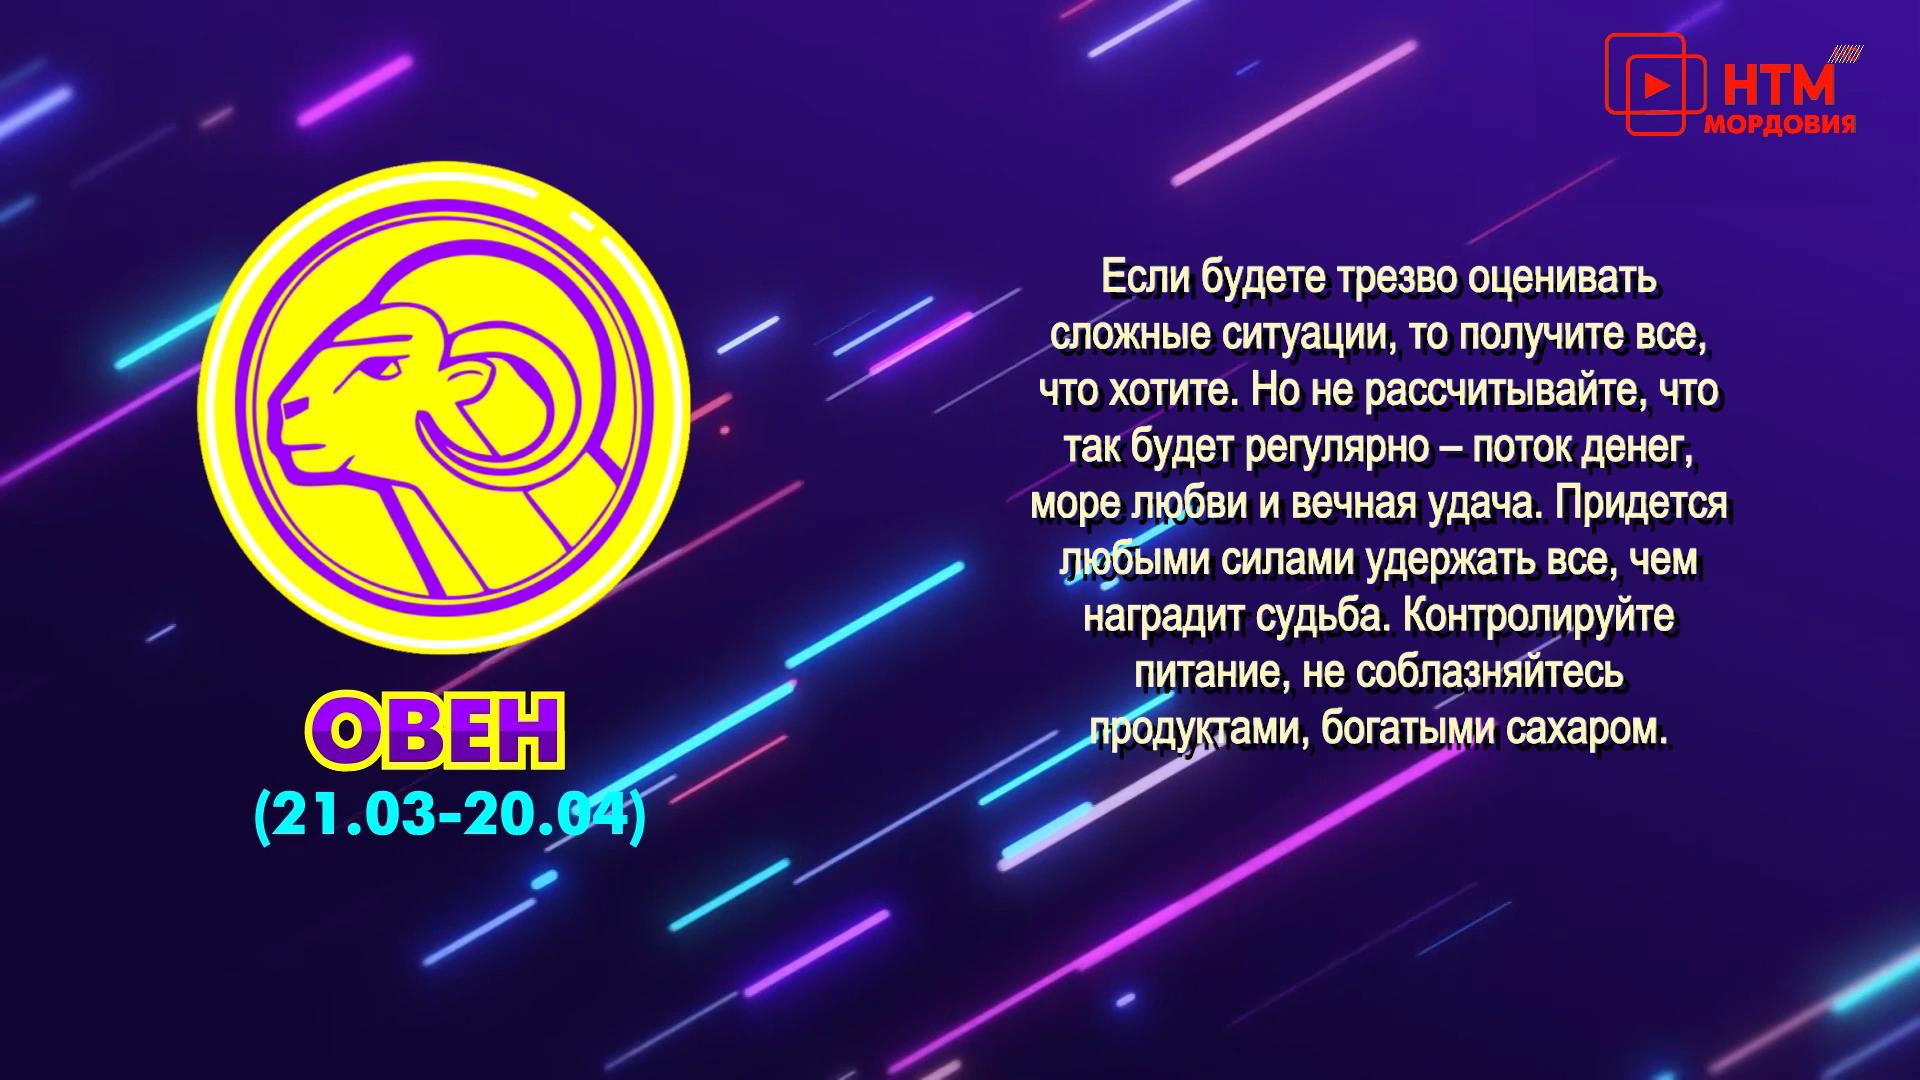 НТМ
МОРДОВИЯ
Если будете трезво оценивать
сложные ситуации, то получите все,
что хотите. Но не рассчитывайте, что
так будет регулярно – поток денег,
море любви и вечная удача. Придется
любыми силами удержать все, чем
наградит судьба. Контролируйте
питание, не соблазняйтесь
продуктами, богатыми сахаром.
ОВЕН
(21.03-20.04)